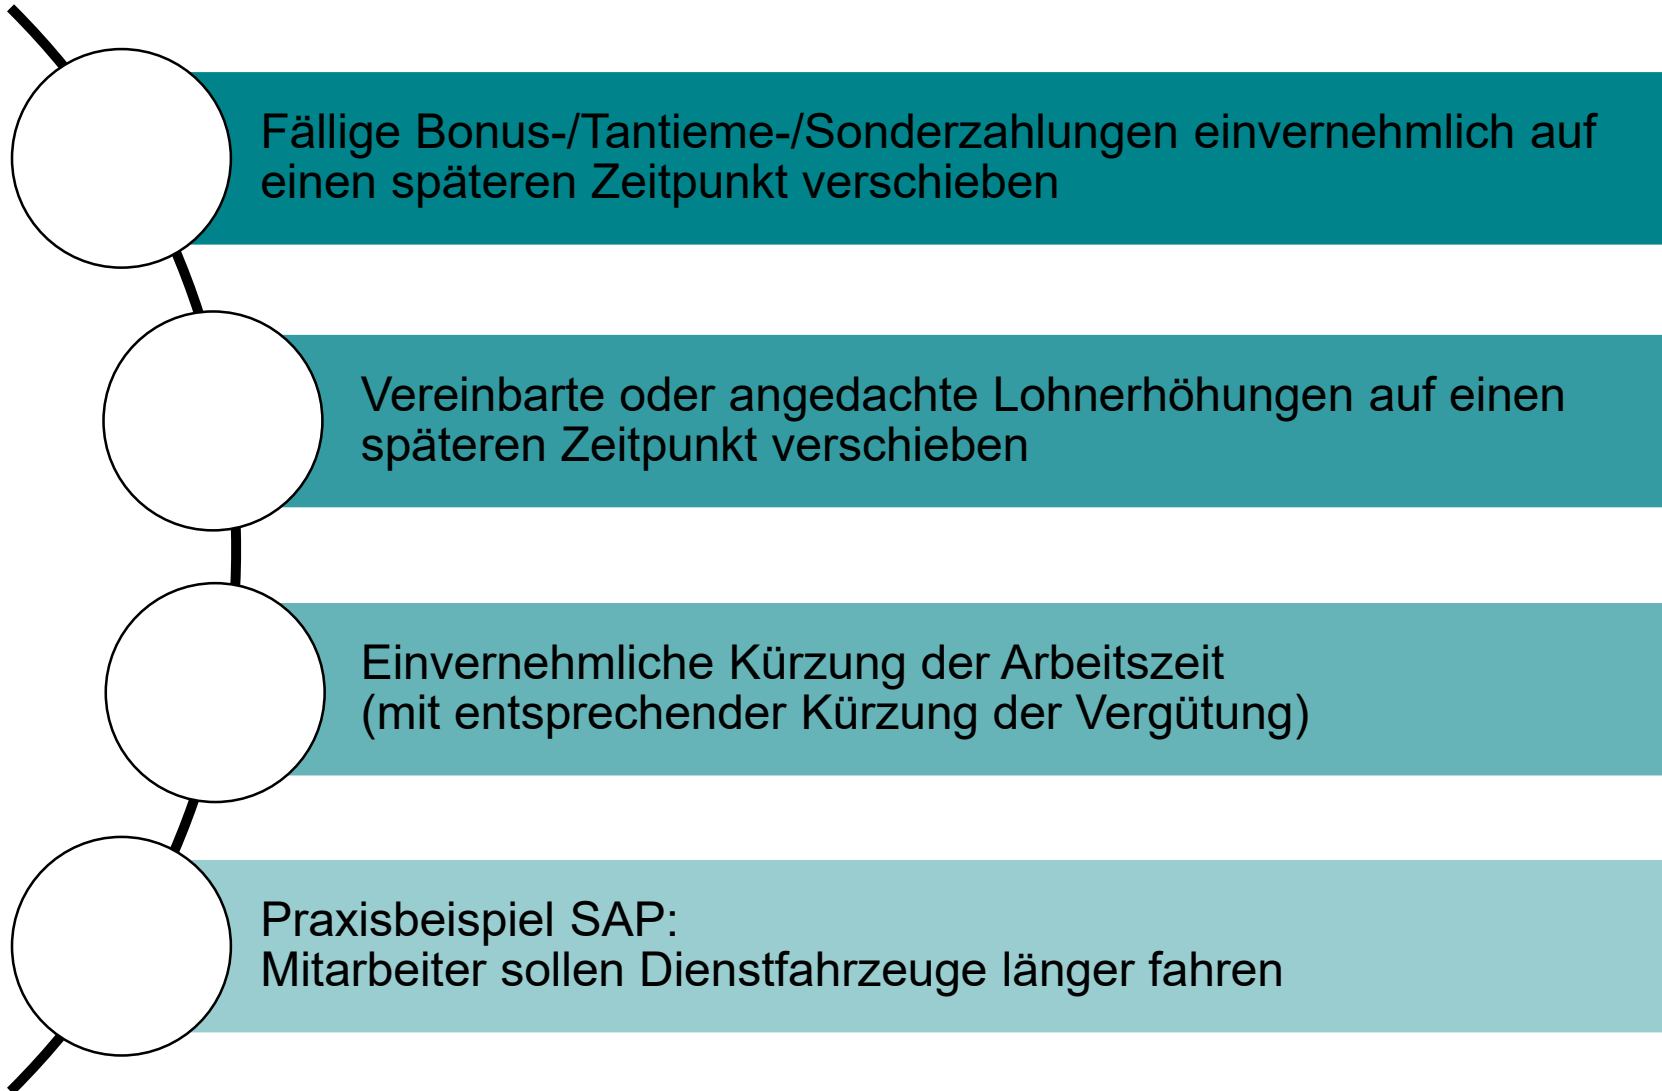 Fällige Bonus-/Tantieme-/Sonderzahlungen einvernehmlich auf
einen späteren Zeitpunkt verschieben
Vereinbarte oder angedachte Lohnerhöhungen auf einen
späteren Zeitpunkt verschieben
Einvernehmliche Kürzung der Arbeitszeit
(mit entsprechender Kürzung der Vergütung)
Praxisbeispiel SAP:
Mitarbeiter sollen Dienstfahrzeuge länger fahren